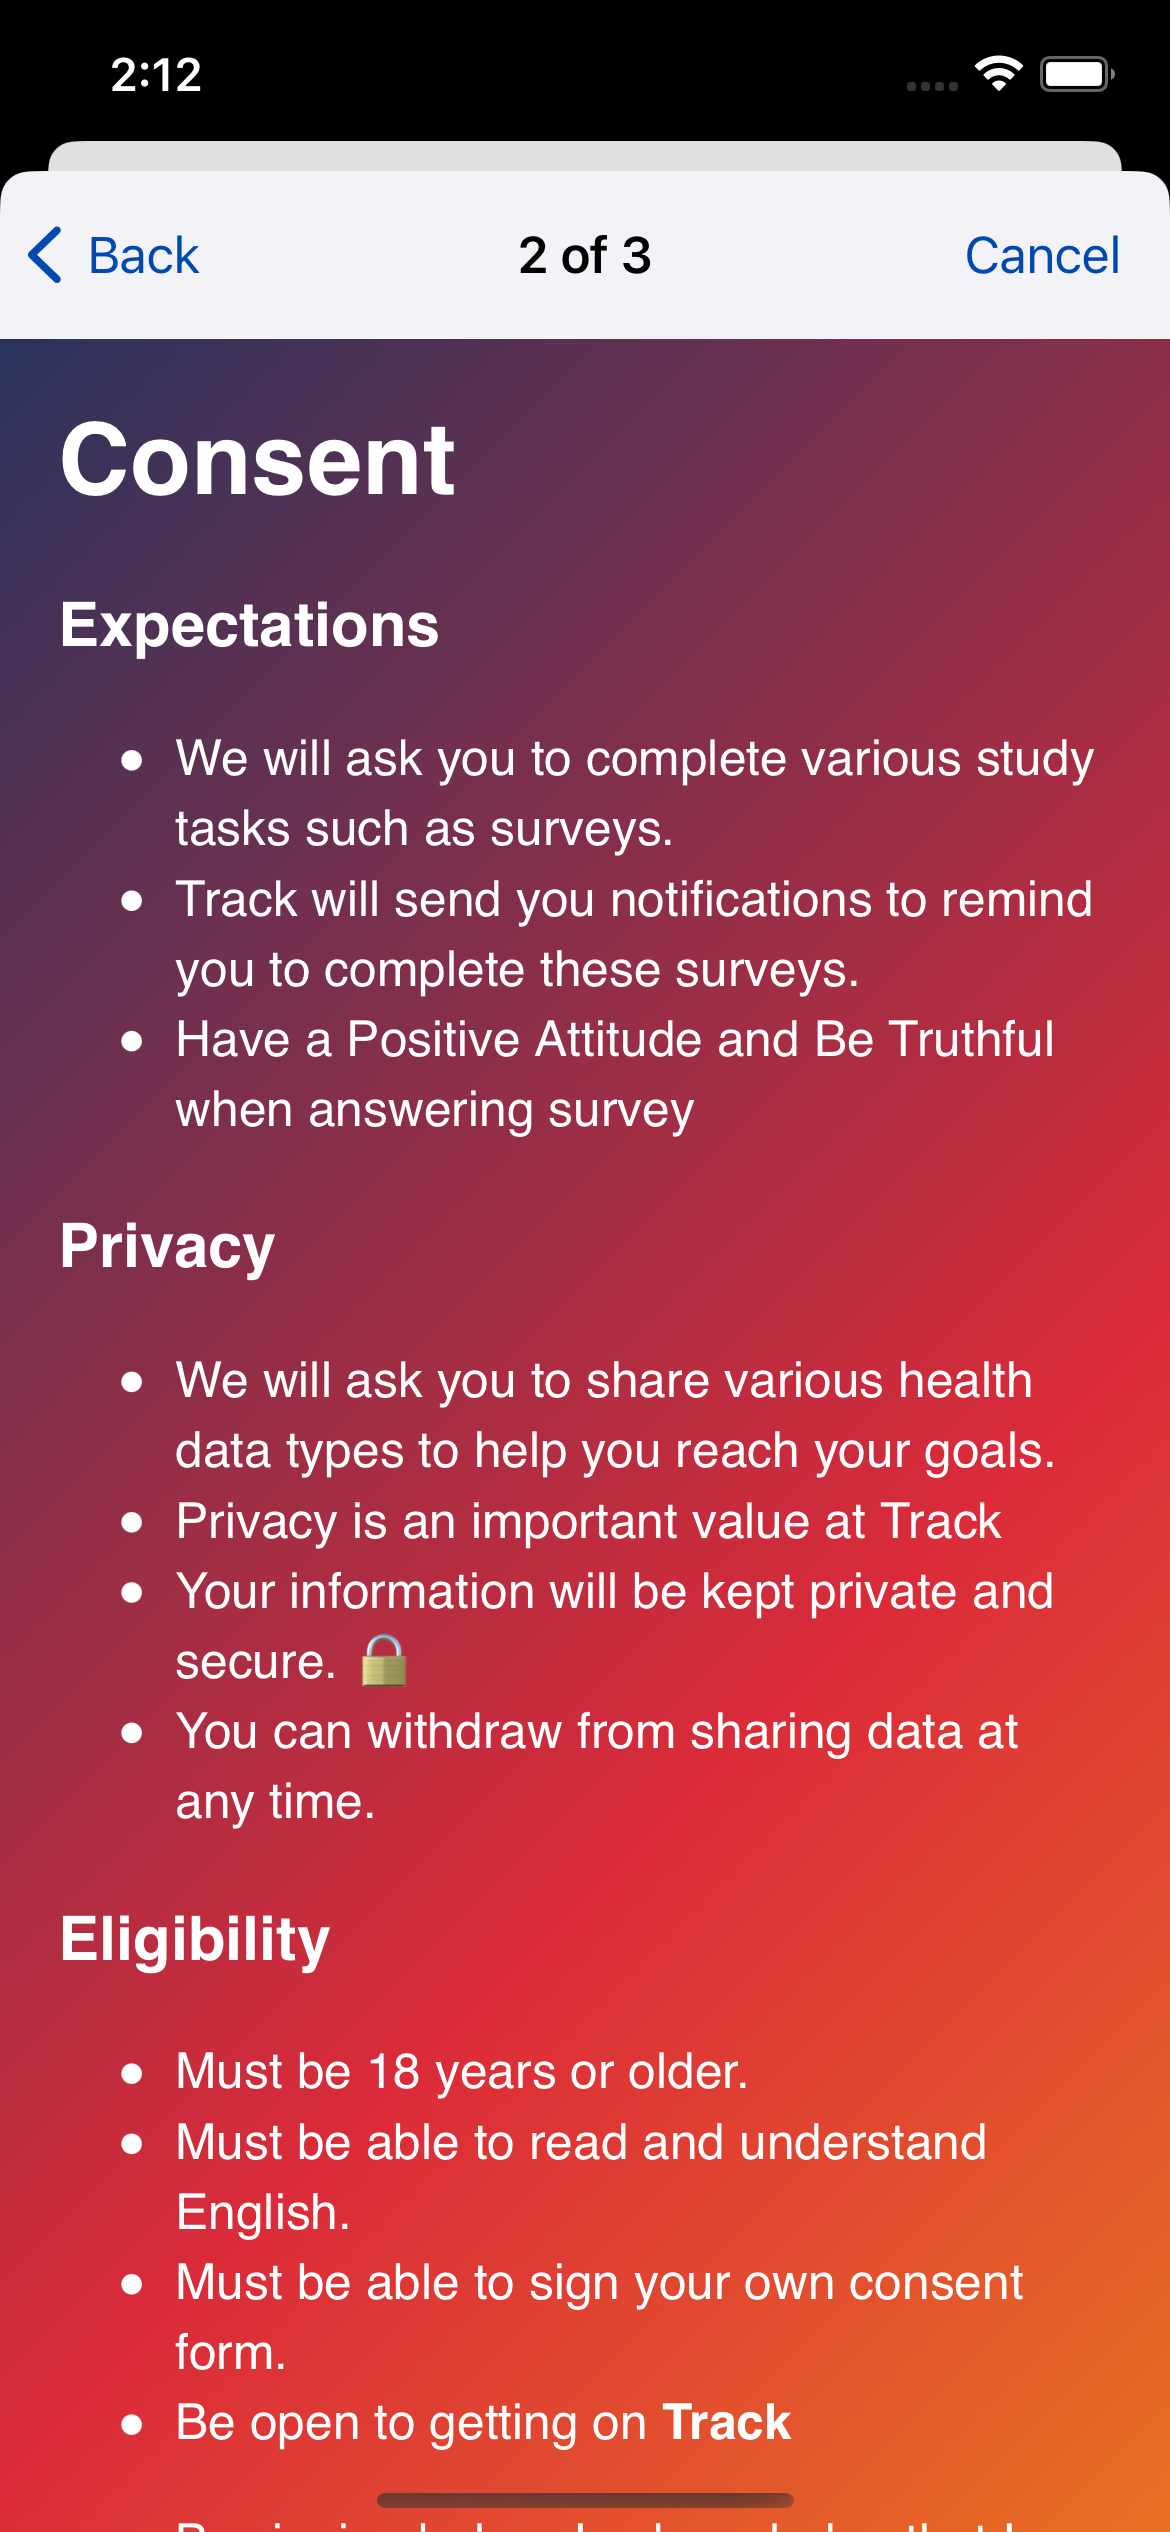 2:12
Back
2 of 3
Cancel
Consent
Expectations
● We will ask you to complete various study
tasks such as surveys.
● Track will send you notifications to remind
you to complete these surveys.
● Have a Positive Attitude and Be Truthful
when answering survey
Privacy
● We will ask you to share various health
data types to help you reach your goals.
● Privacy is an important value at Track
● Your information will be kept private and
secure. 🔒
● You can withdraw from sharing data at
any time.
Eligibility
● Must be 18 years or older.
● Must be able to read and understand
English.
● Must be able to sign your own consent
form.
● Be open to getting on Track